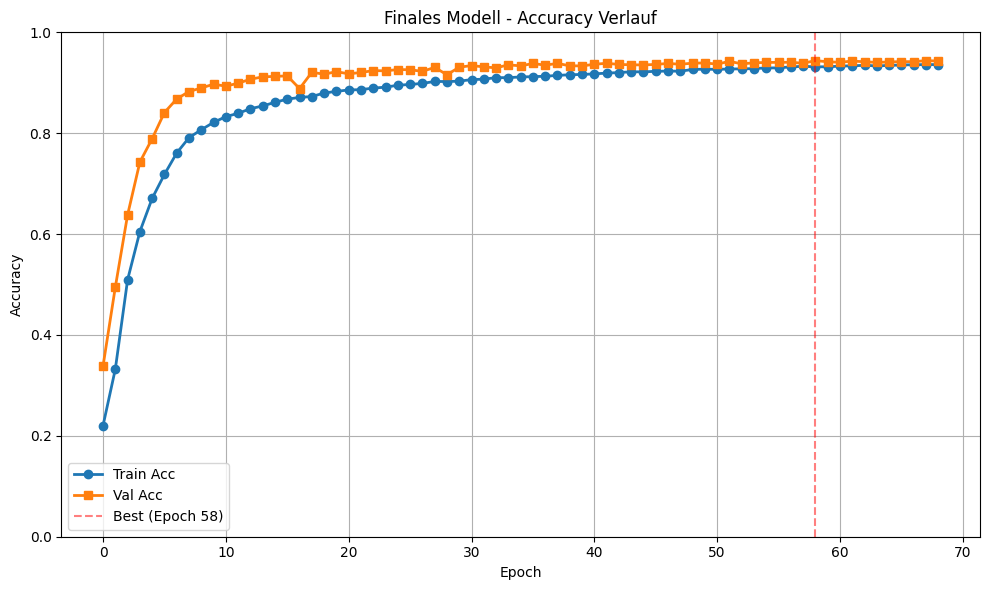 Finales Modell - Accuracy Verlauf
1.0
0.8
0.6
0.4
0.2
0.0
Accuracy
Train Acc
Val Acc
Best (Epoch 58)
0 10 20 30 40 50 60 70
Epoch